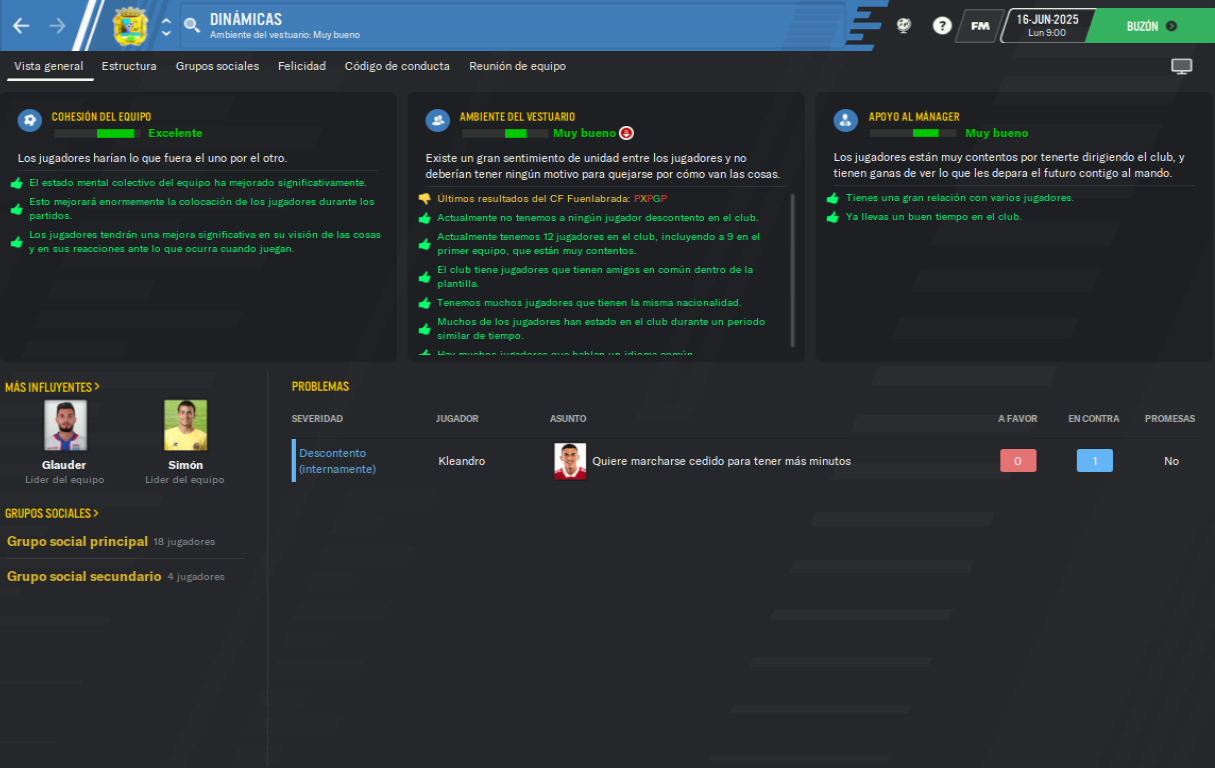 DINÁMICAS
Ambiente del vestuario: Muy bueno
?
FM
16-JUN-2025
Lun 9:00
BUZÓN
Vista general
Estructura
Grupos sociales
Felicidad
Código de conducta
Reunión de equipo
COHESIÓN DEL EQUIPO
Excelente
Los jugadores harían lo que fuera el uno por el otro.
El estado mental colectivo del equipo ha mejorado significativamente.
Esto mejorará enormemente la colocación de los jugadores durante los
partidos.
Los jugadores tendrán una mejora significativa en su visión de las cosas
y en sus reacciones ante lo que ocurra cuando juegan.
AMBIENTE DEL VESTUARIO
Muy bueno
Existe un gran sentimiento de unidad entre los jugadores y no
deberían tener ningún motivo para quejarse por cómo van las cosas.
Últimos resultados del CF Fuenlabrada: PXPGP
Actualmente no tenemos a ningún jugador descontento en el club.
Actualmente tenemos 12 jugadores en el club, incluyendo a 9 en el
primer equipo, que están muy contentos.
El club tiene jugadores que tienen amigos en común dentro de la
plantilla.
Tenemos muchos jugadores que tienen la misma nacionalidad.
Muchos de los jugadores han estado en el club durante un periodo
similar de tiempo.
Hay muchos jugadores que hablan un idioma común.
APOYO AL MÁNAGER
Muy bueno
Los jugadores están muy contentos por tenerte dirigiendo el club, y
tienen ganas de ver lo que les depara el futuro contigo al mando.
Tienes una gran relación con varios jugadores.
Ya llevas un buen tiempo en el club.
MÁS INFLUYENTES >
Glauder
Líder del equipo
Simón
Líder del equipo
GRUPOS SOCIALES >
Grupo social principal 18 jugadores
Grupo social secundario 4 jugadores
PROBLEMAS
SEVERIDAD
JUGADOR
ASUNTO
A FAVOR
EN CONTRA
PROMESAS
Descontento
(internamente)
Kleandro
Quiere marcharse cedido para tener más minutos
0
1
No